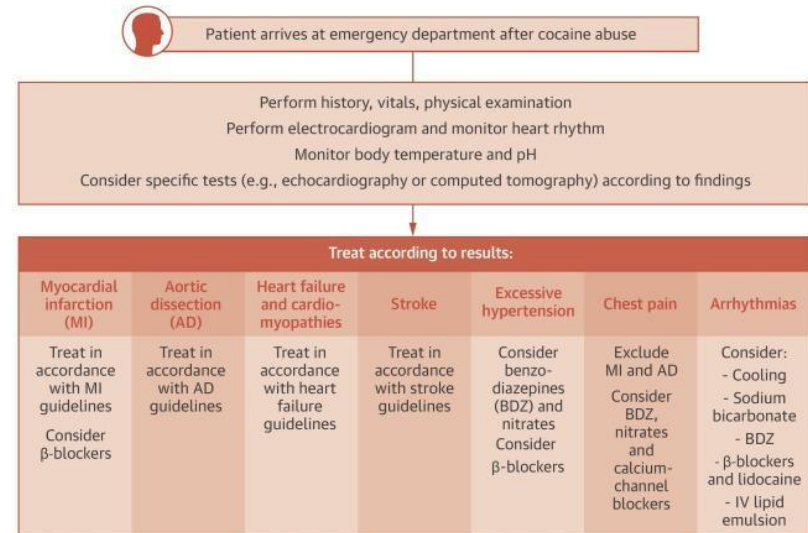 Patient arrives at emergency department after cocaine abuse
Perform history, vitals, physical examination
Perform electrocardiogram and monitor heart rhythm
Monitor body temperature and pH
Consider specific tests (e.g., echocardiography or computed tomography) according to findings
Treat according to results:
Myocardial
infarction
(MI)
Treat in
accordance
with MI
guidelines
Consider
β-blockers
Aortic
dissection
(AD)
Treat in
accordance
with AD
guidelines
Heart failure
and cardio-
myopathies
Treat in
accordance
with heart
failure
guidelines
Stroke
Treat in
accordance
with stroke
guidelines
Excessive
hypertension
Consider
benzo-
diazepines
(BDZ) and
nitrates
Consider
β-blockers
Chest pain
Exclude
MI and AD
Consider
BDZ,
nitrates
and
calcium-
channel
blockers
Arrhythmias
Consider:
- Cooling
- Sodium
bicarbonate
- BDZ
- β-blockers
and lidocaine
- IV lipid
emulsion